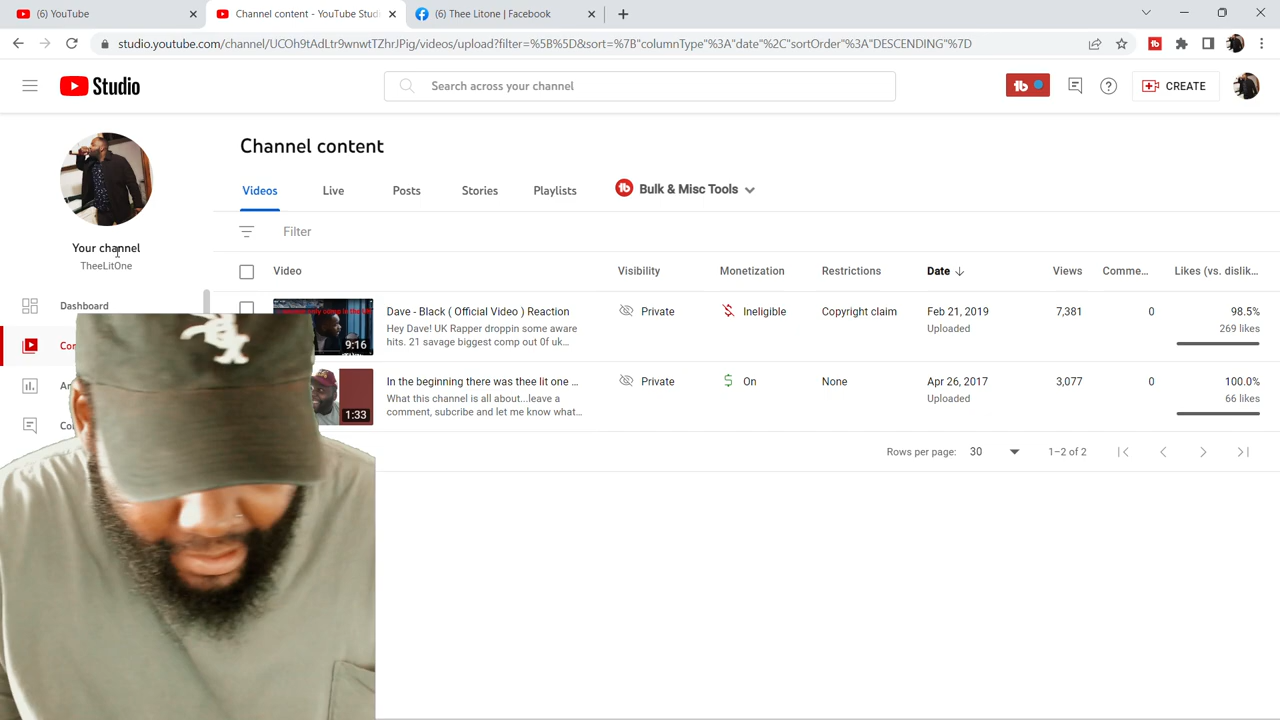 (6) YouTube
Channel content - YouTube Stud
(6) Thee Litone | Facebook
studio.youtube.com/channel/UCOh9tAdLtr9wnwtTZhrJPig/videos/upload?filter=%5B%5D&sort=%7B"columnType"%3A"date"%2C"sortOrder"%3A"DESCENDING"%7D
Studio
Search across your channel
CREATE
Your channel
TheeLitOne
Dashboard
Channel content
Videos Live Posts Stories Playlists Bulk & Misc Tools
Filter
Video Visibility Monetization Restrictions Date Views Comme... Likes (vs. dislik...
9:16
Dave - Black ( Official Video ) Reaction Private Ineligible Copyright claim Feb 21, 2019 7,381 0 98.5%
Hey Dave! UK Rapper droppin some aware Uploaded 269 likes
hits. 21 savage biggest comp out 0f uk...
1:33
In the beginning there was thee lit one ... Private On None Apr 26, 2017 3,077 0 100.0%
What this channel is all about...leave a Uploaded 66 likes
comment, subcribe and let me know what...
Rows per page: 30 1–2 of 2